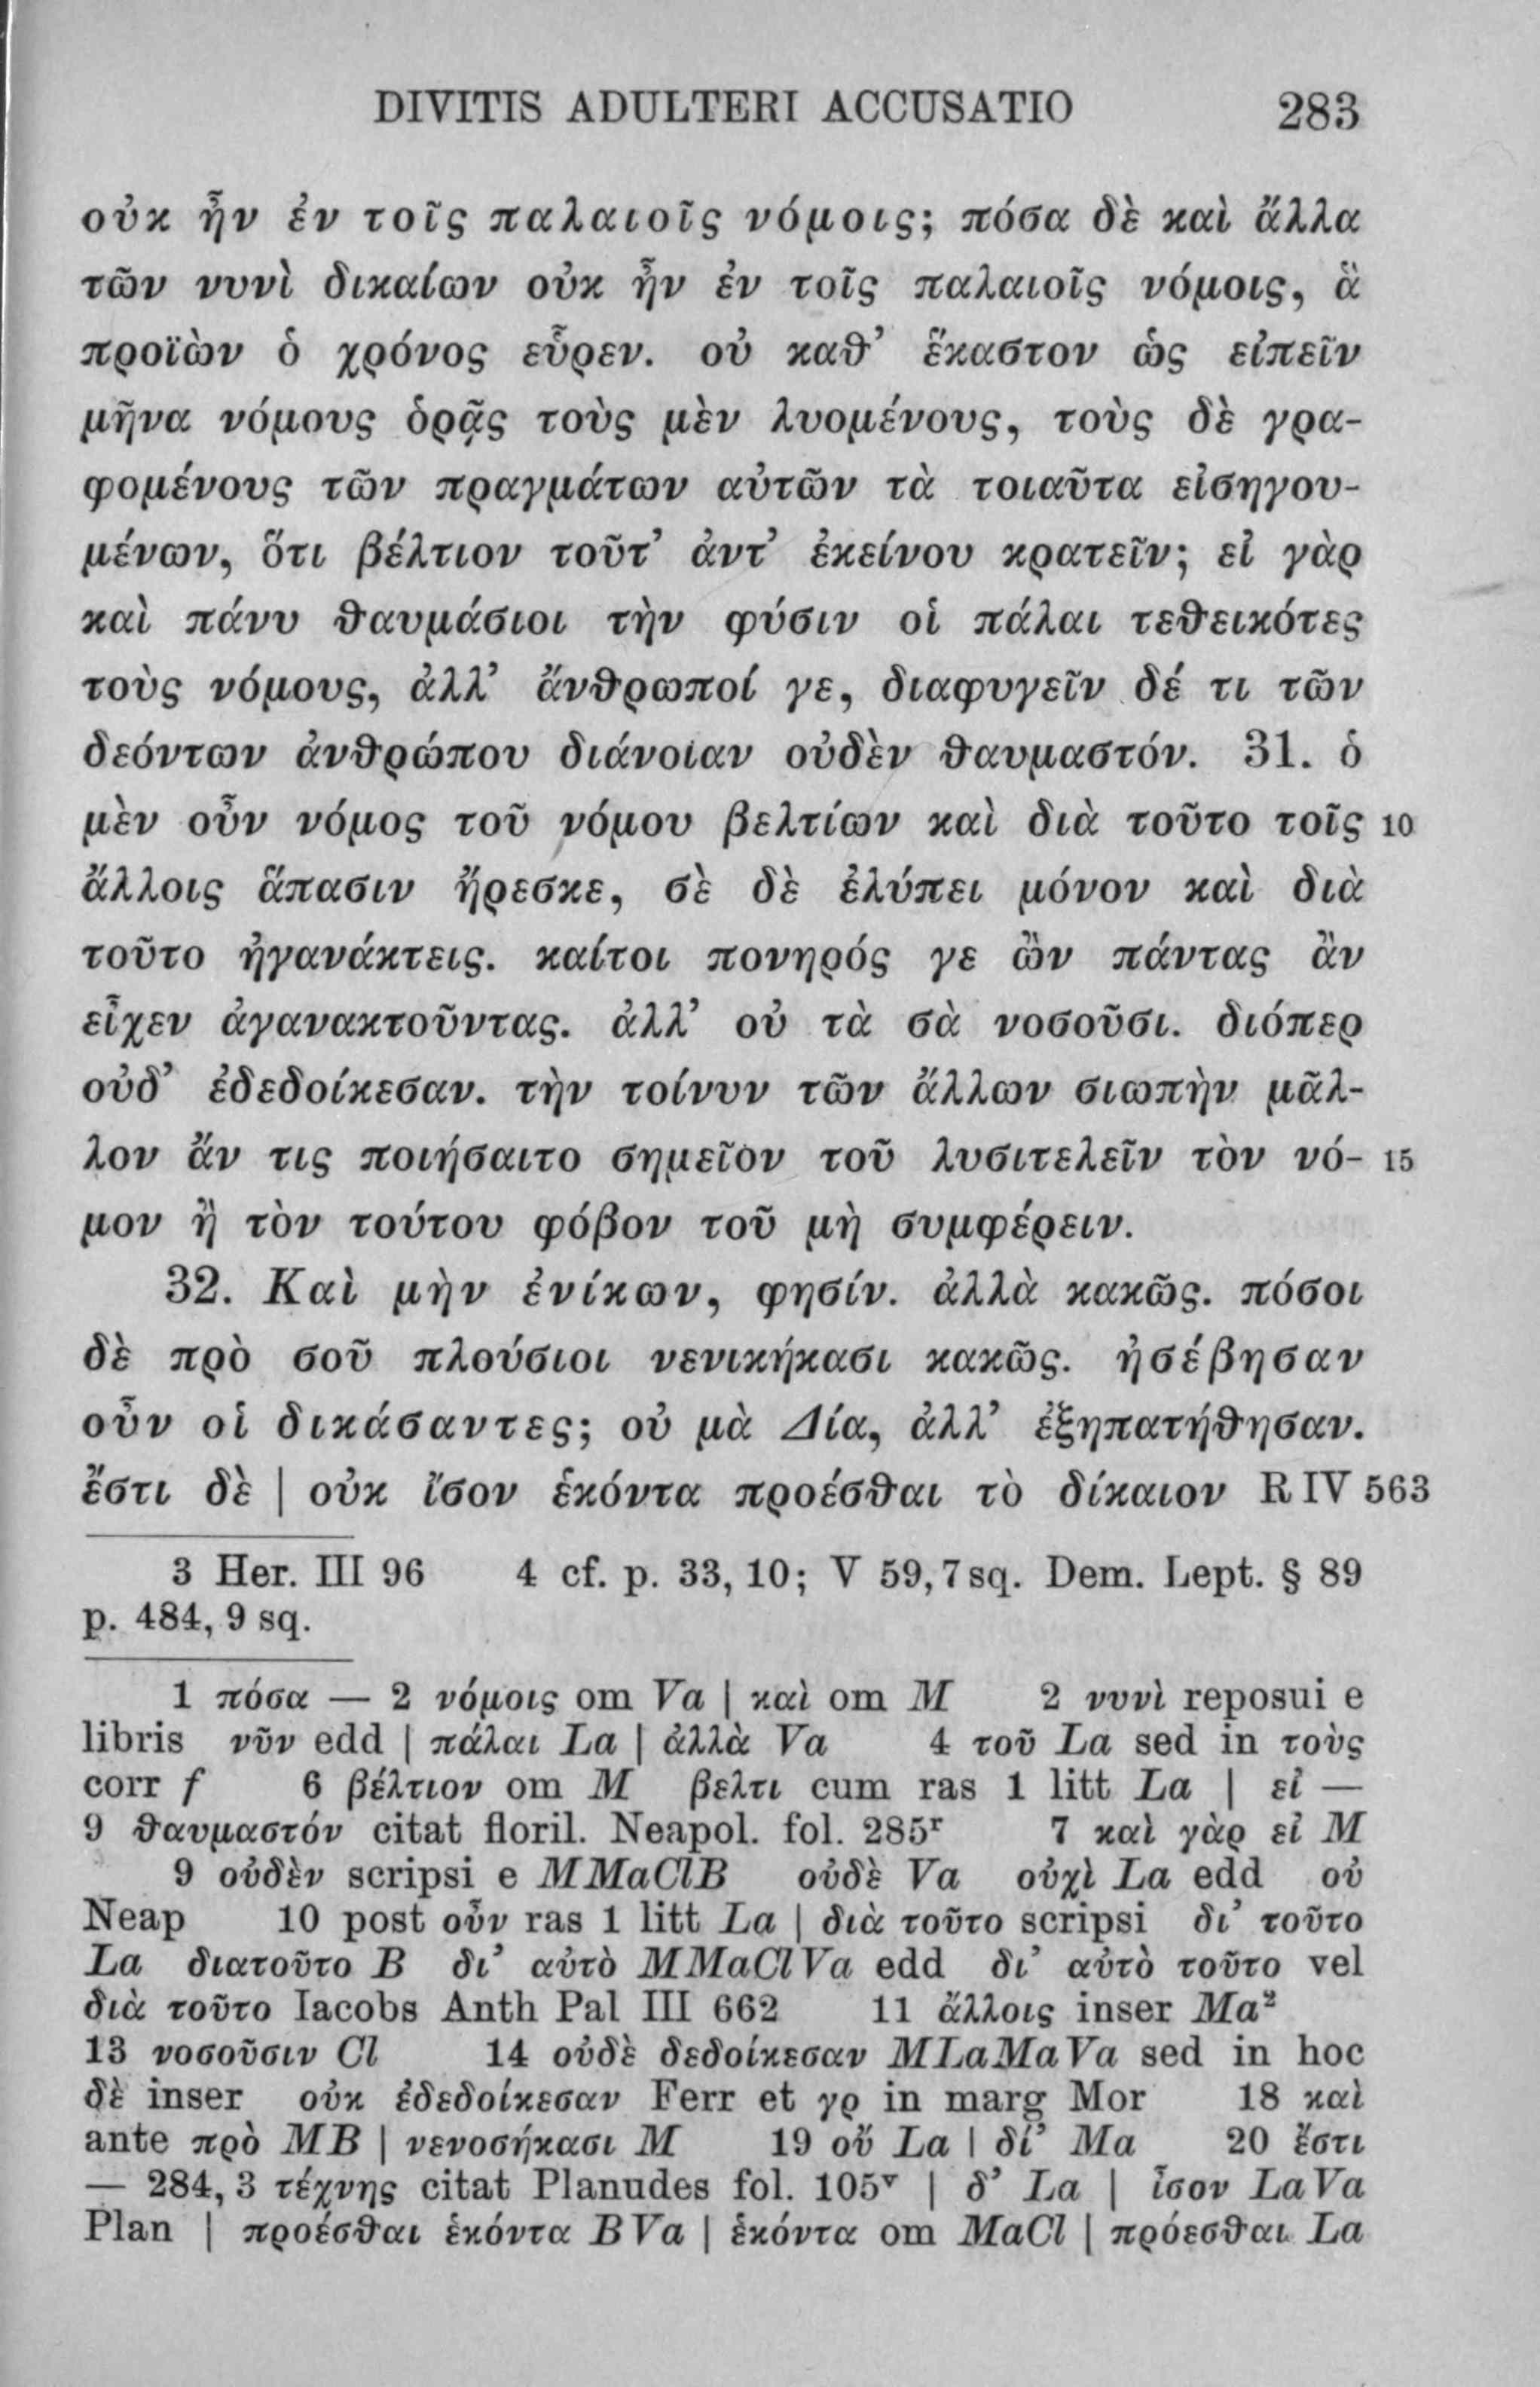 DIVITIS ADULTERI ACCUSATIO 283
οὐκ ἦν ἐν τοῖς παλαιοῖς νόμοις; πόσα δὲ καὶ ἄλλα
τῶν νυνὶ δικαίων οὐκ ἦν ἐν τοῖς παλαιοῖς νόμοις, ἃ
προϊὼν ὁ χρόνος εὗρεν. οὐ καθ’ ἕκαστον ὡς εἰπεῖν
μῆνα νόμους ὁρᾷς τοὺς μὲν λυομένους, τοὺς δὲ γρα-
φομένους τῶν πραγμάτων αὐτῶν τὰ τοιαῦτα εἰσηγου-
μένων, ὅτι βέλτιον τοῦτ’ ἀντ’ ἐκείνου κρατεῖν; εἰ γὰρ
καὶ πάνυ θαυμάσιοι τὴν φύσιν οἱ πάλαι τεθεικότες
τοὺς νόμους, ἀλλ’ ἄνθρωποί γε, διαφυγεῖν δέ τι τῶν
δεόντων ἀνθρώπου διάνοιαν οὐδὲν θαυμαστόν. 31. ὁ
μὲν οὖν νόμος τοῦ νόμου βελτίων καὶ διὰ τοῦτο τοῖς 10
ἄλλοις ἅπασιν ἤρεσκε, σὲ δὲ ἐλύπει μόνον καὶ διὰ
τοῦτο ἠγανάκτεις. καίτοι πονηρός γε ὢν πάντας ἂν
εἶχεν ἀγανακτοῦντας. ἀλλ’ οὐ τὰ σὰ νοσοῦσι. διόπερ
οὐδ’ ἐδεδοίκεσαν. τὴν τοίνυν τῶν ἄλλων σιωπὴν μᾶλ-
λον ἄν τις ποιήσαιτο σημεῖον τοῦ λυσιτελεῖν τὸν νό- 15
μον ἢ τὸν τούτου φόβον τοῦ μὴ συμφέρειν.
32. Καὶ μὴν ἐνίκων, φησίν. ἀλλὰ κακῶς. πόσοι
δὲ πρὸ σοῦ πλούσιοι νενικήκασι κακῶς. ἠσέβησαν
οὖν οἱ δικάσαντες; οὐ μὰ Δία, ἀλλ’ ἐξηπατήθησαν.
ἔστι δὲ | οὐκ ἴσον ἑκόντα προέσθαι τὸ δίκαιον R IV 563
3 Her. III 96 4 cf. p. 33, 10; V 59, 7 sq. Dem. Lept. § 89
p. 484, 9 sq.
1 πόσα — 2 νόμοις om Va | καὶ om M 2 νυνὶ reposui e
libris νῦν edd | πάλαι La | ἀλλὰ Va 4 τοῦ La sed in τοὺς
corr f 6 βέλτιον om M βελτι cum ras 1 litt La | εἰ —
9 θαυμαστόν citat floril. Neapol. fol. 285ʳ 7 καὶ γὰρ εἰ M
9 οὐδὲν scripsi e MMaClB οὐδὲ Va οὐχὶ La edd οὐ
Neap 10 post οὖν ras 1 litt La | διὰ τοῦτο scripsi δι’ τοῦτο
La διατοῦτο B δι’ αὐτὸ MMaClVa edd δι’ αὐτὸ τοῦτο vel
διὰ τοῦτο Iacobs Anth Pal III 662 11 ἄλλοις inser Ma²
13 νοσοῦσιν Cl 14 οὐδὲ δεδοίκεσαν MLaMaVa sed in hoc
δὲ inser οὐκ ἐδεδοίκεσαν Ferr et γρ in marg Mor 18 καὶ
ante πρὸ MB | νενοσήκασι M 19 οὔ La | δί’ Ma 20 ἔστι
— 284, 3 τέχνης citat Planudes fol. 105ᵛ | δ’ La | ἶσον LaVa
Plan | προέσθαι ἑκόντα BVa | ἑκόντα om MaCl | πρόεσθαι La